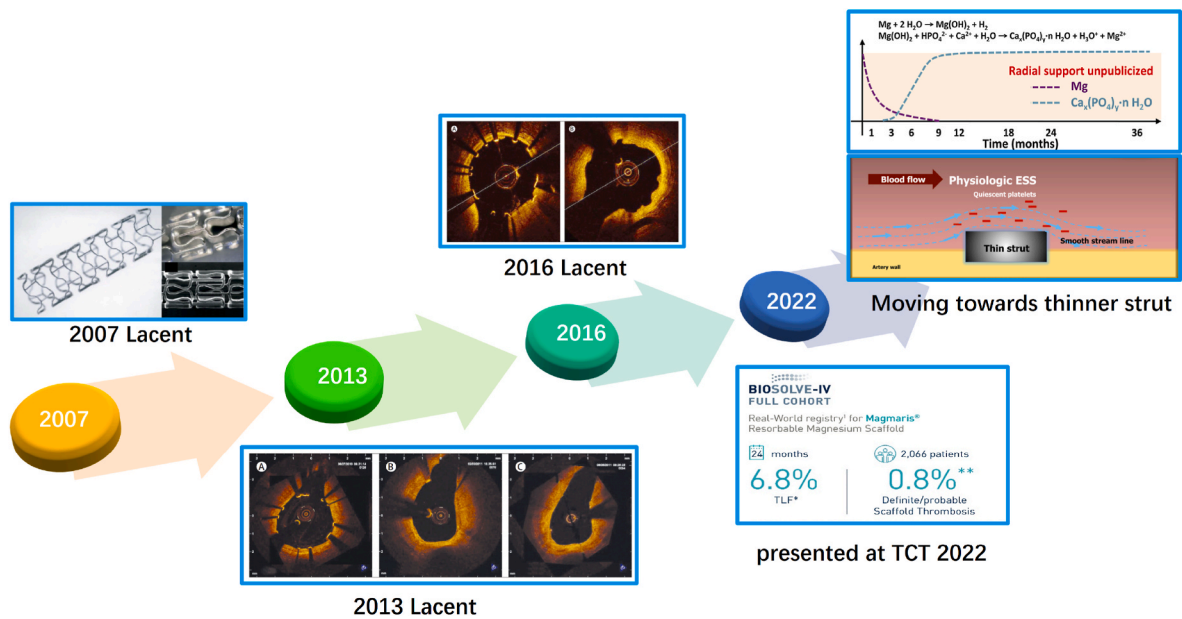 Mg + 2 H₂O → Mg(OH)₂ + H₂
Mg(OH)₂ + HPO₄²⁻ + Ca²⁺ + H₂O → Caₓ(PO₄)ᵧ·n H₂O + H₃O⁺ + Mg²⁺
Radial support unpublicized
Mg
Caₓ(PO₄)ᵧ·n H₂O
1 3 6 9 12 18 24 36
Time (months)
Blood flow
Physiologic ESS
Quiescent platelets
Smooth stream line
Thin strut
Artery wall
Moving towards thinner strut
A
B
2016 Lacent
2007 Lacent
2022
2016
2013
2007
A
B
C
2013 Lacent
BIOSOLVE-IV
FULL COHORT
Real-World registry¹ for Magmaris®
Resorbable Magnesium Scaffold
24 months
6.8%
TLF*
2,066 patients
0.8%**
Definite/probable
Scaffold Thrombosis
presented at TCT 2022